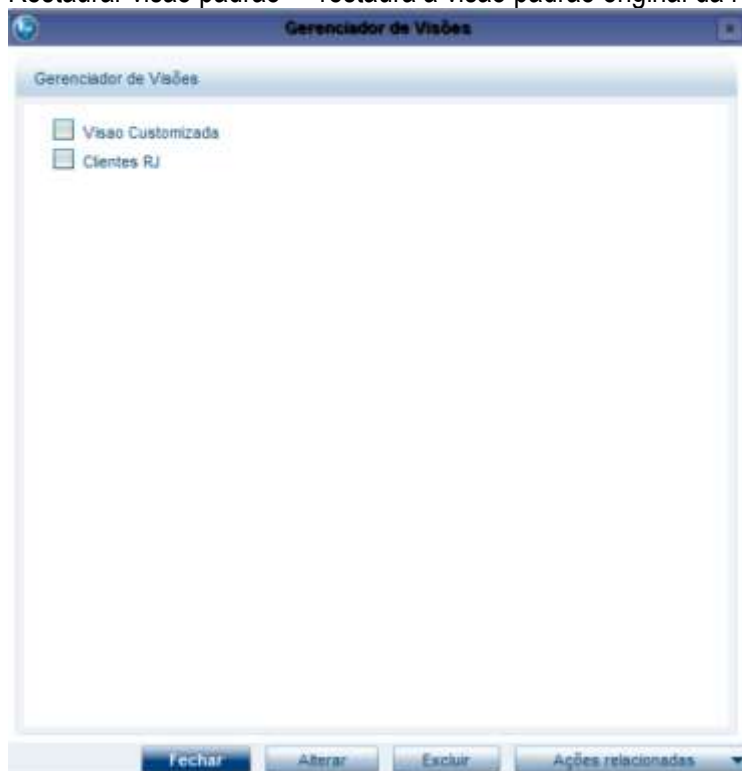 Restaurar visão padrão – restaura a visão padrão original da
Gerenciador de Visões
Gerenciador de Visões
Visao Customizada
Clientes RJ
Fechar Alterar Excluir Ações relacionadas